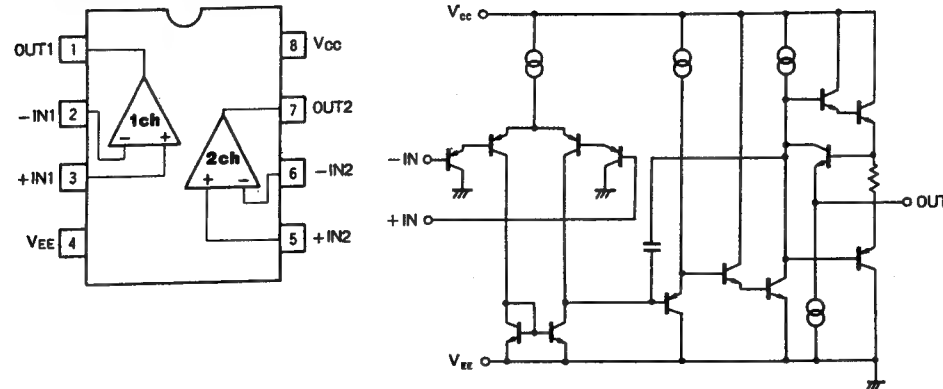 OUT1 1
-IN1 2
+IN1 3
VEE 4
8 VCC
7 OUT2
6 -IN2
5 +IN2
1ch
- +
2ch
+ -
Vcc
-IN
+IN
OUT
VEE